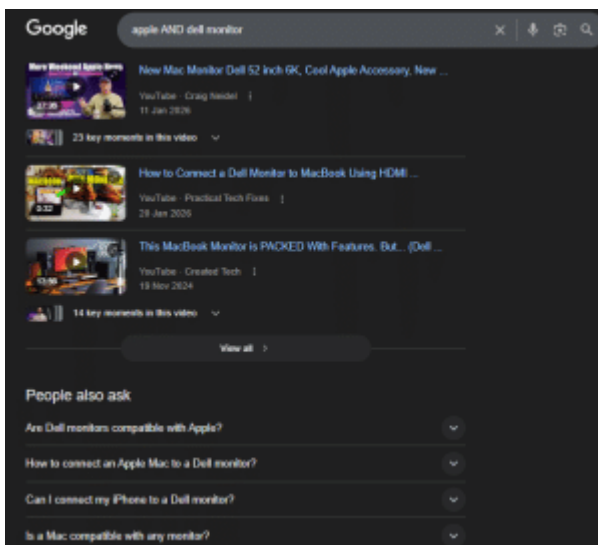 Google
apple AND dell monitor
New Mac Monitor Dell 52 inch 6K, Cool Apple Accessory, New ...
YouTube · Craig Neidel
11 Jan 2026
23 key moments in this video
How to Connect a Dell Monitor to MacBook Using HDMI ...
YouTube · Practical Tech Fixes
28 Jan 2026
This MacBook Monitor is PACKED With Features. But... (Dell ...
YouTube · Created Tech
19 Nov 2024
14 key moments in this video
View all
People also ask
Are Dell monitors compatible with Apple?
How to connect an Apple Mac to a Dell monitor?
Can I connect my iPhone to a Dell monitor?
Is a Mac compatible with any monitor?